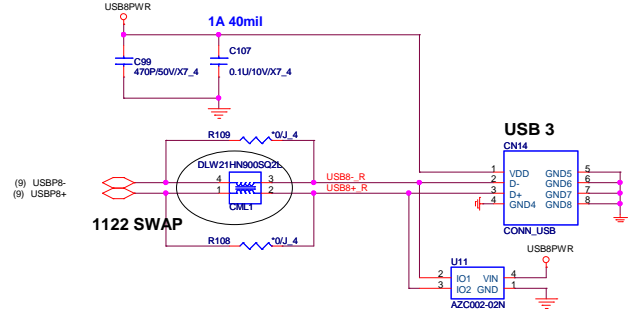 USB8PWR
1A 40mil
C99
470P/50V/X7_4
C107
0.1U/10V/X7_4
USB 3
R109
*0/J_4
CN14
DLW21HN900SQ2L
(9) USBP8-
(9) USBP8+
4 3
1 2
CML1
USB8-_R
USB8+_R
1 VDD GND5 5
2 D- GND6 6
3 D+ GND7 7
4 GND4 GND8 8
CONN_USB
1122 SWAP
R108
*0/J_4
USB8PWR
U11
2 IO1 VIN 4
3 IO2 GND 1
AZC002-02N